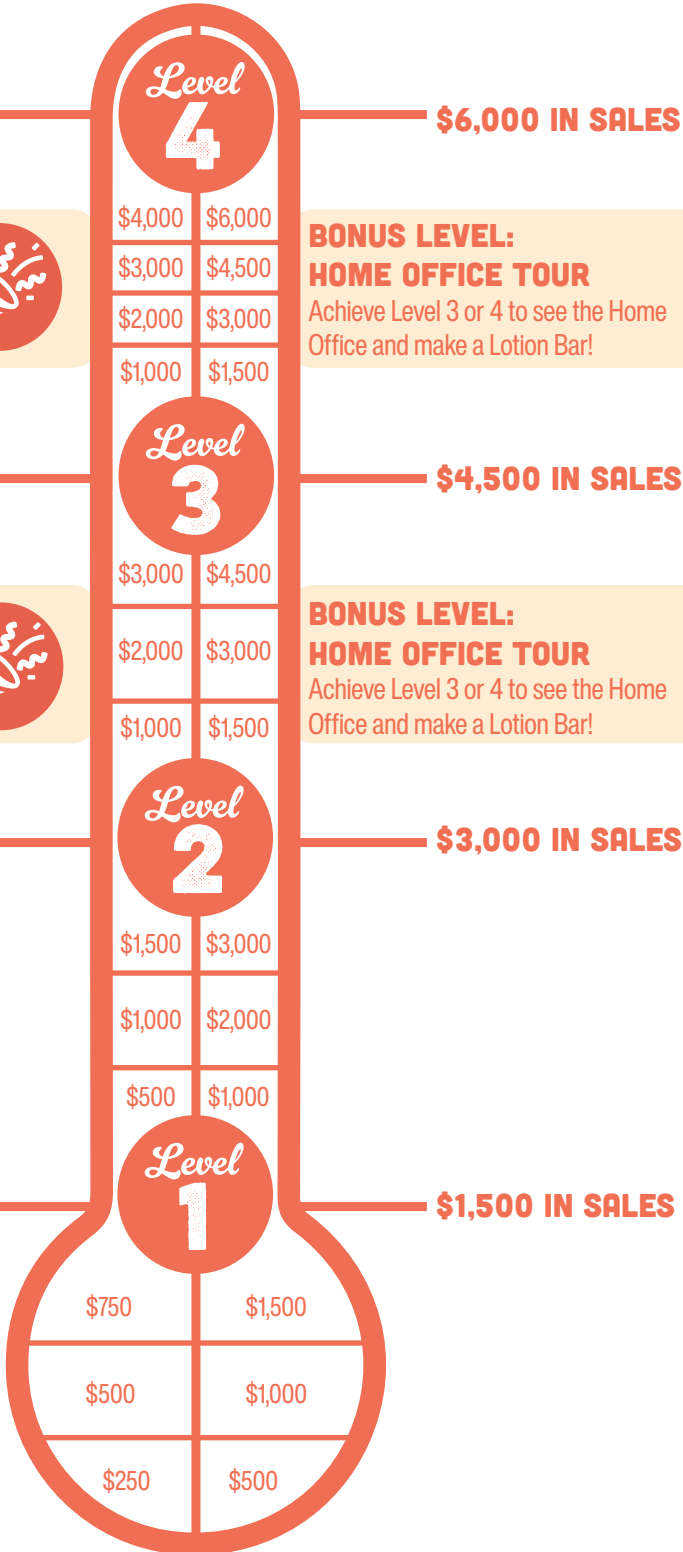 Level
4
$6,000 IN SALES
$4,000 $6,000
$3,000 $4,500
$2,000 $3,000
$1,000 $1,500
BONUS LEVEL:
HOME OFFICE TOUR
Achieve Level 3 or 4 to see the Home
Office and make a Lotion Bar!
Level
3
$4,500 IN SALES
$3,000 $4,500
$2,000 $3,000
$1,000 $1,500
BONUS LEVEL:
HOME OFFICE TOUR
Achieve Level 3 or 4 to see the Home
Office and make a Lotion Bar!
Level
2
$3,000 IN SALES
$1,500 $3,000
$1,000 $2,000
$500 $1,000
Level
1
$1,500 IN SALES
$750 $1,500
$500 $1,000
$250 $500